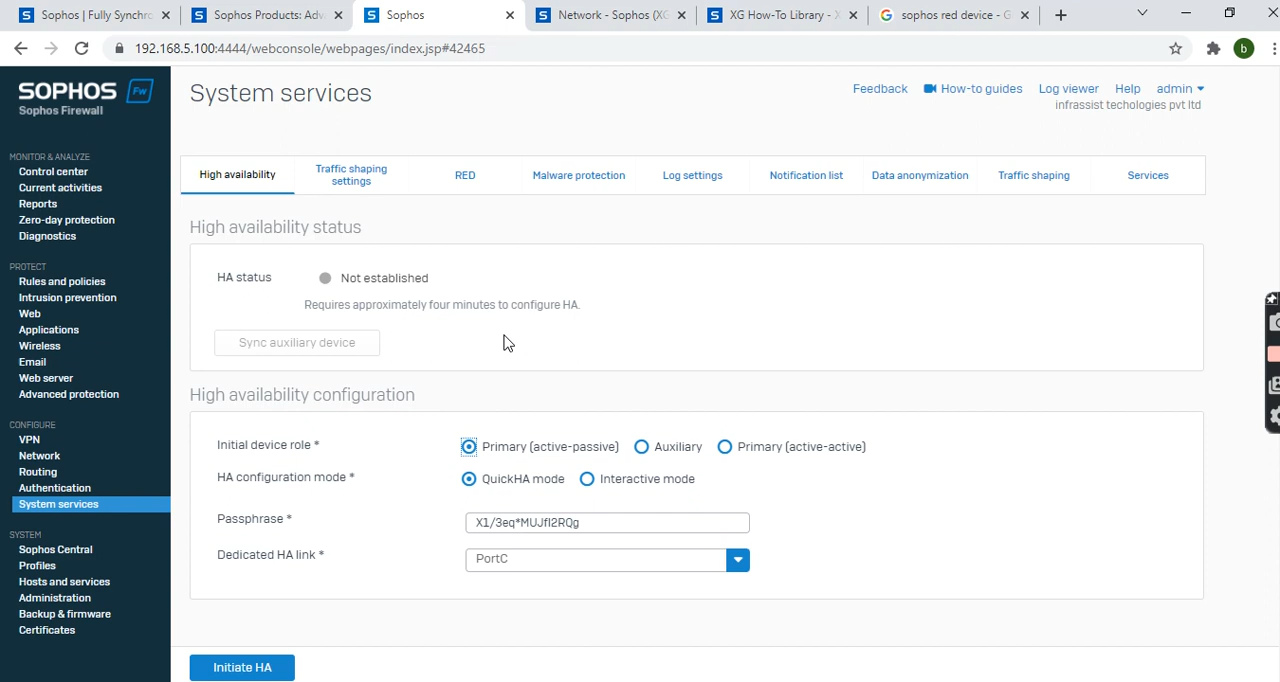 Sophos | Fully Synchro
Sophos Products: Adv
Sophos
Network - Sophos (XG
XG How-To Library - X
sophos red device - G
192.168.5.100:4444/webconsole/webpages/index.jsp#42465
b
SOPHOS Fw
Sophos Firewall
System services
Feedback How-to guides Log viewer Help admin
infrassist techologies pvt ltd
MONITOR & ANALYZE
Control center
Current activities
Reports
Zero-day protection
Diagnostics
PROTECT
Rules and policies
Intrusion prevention
Web
Applications
Wireless
Email
Web server
Advanced protection
CONFIGURE
VPN
Network
Routing
Authentication
System services
SYSTEM
Sophos Central
Profiles
Hosts and services
Administration
Backup & firmware
Certificates
High availability
Traffic shaping
settings
RED
Malware protection
Log settings
Notification list
Data anonymization
Traffic shaping
Services
High availability status
HA status Not established
Requires approximately four minutes to configure HA.
Sync auxiliary device
High availability configuration
Initial device role * Primary (active-passive) Auxiliary Primary (active-active)
HA configuration mode * QuickHA mode Interactive mode
Passphrase *
Dedicated HA link * PortC
Initiate HA